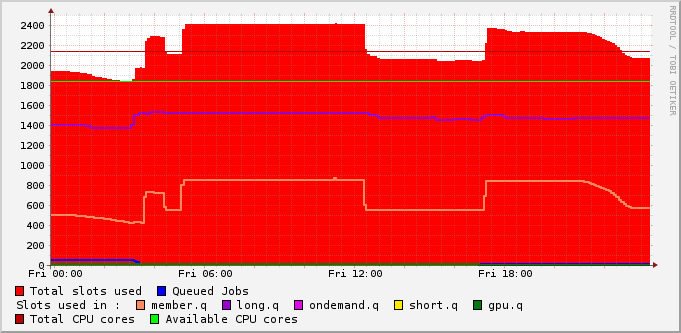 2400
2200
2000
1800
1600
1400
1200
1000
800
600
400
200
0
Fri 00:00 Fri 06:00 Fri 12:00 Fri 18:00
Total slots used Queued Jobs
Slots used in : member.q long.q ondemand.q short.q gpu.q
Total CPU cores Available CPU cores
RRDTOOL / TOBI OETIKER